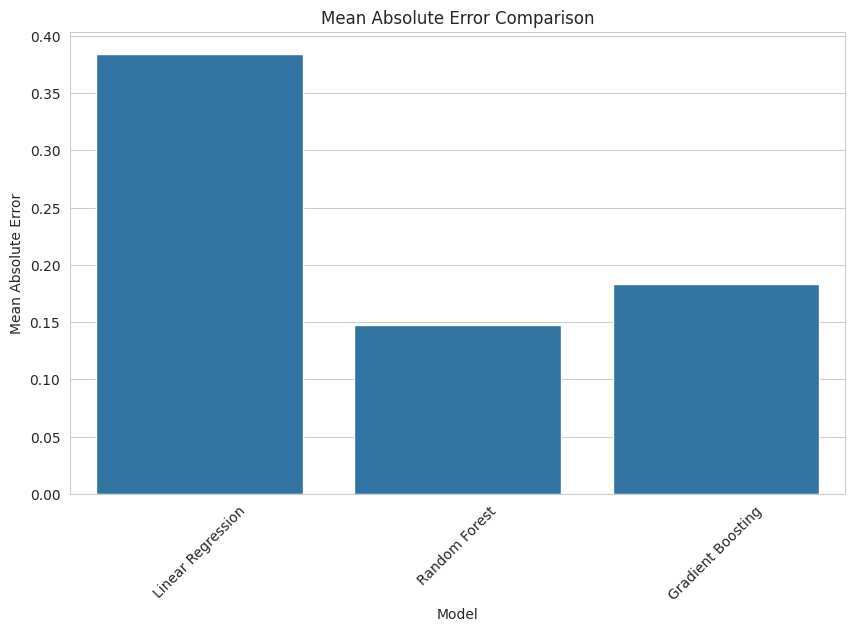 Mean Absolute Error Comparison
Mean Absolute Error
0.40
0.35
0.30
0.25
0.20
0.15
0.10
0.05
0.00
Linear Regression
Random Forest
Gradient Boosting
Model